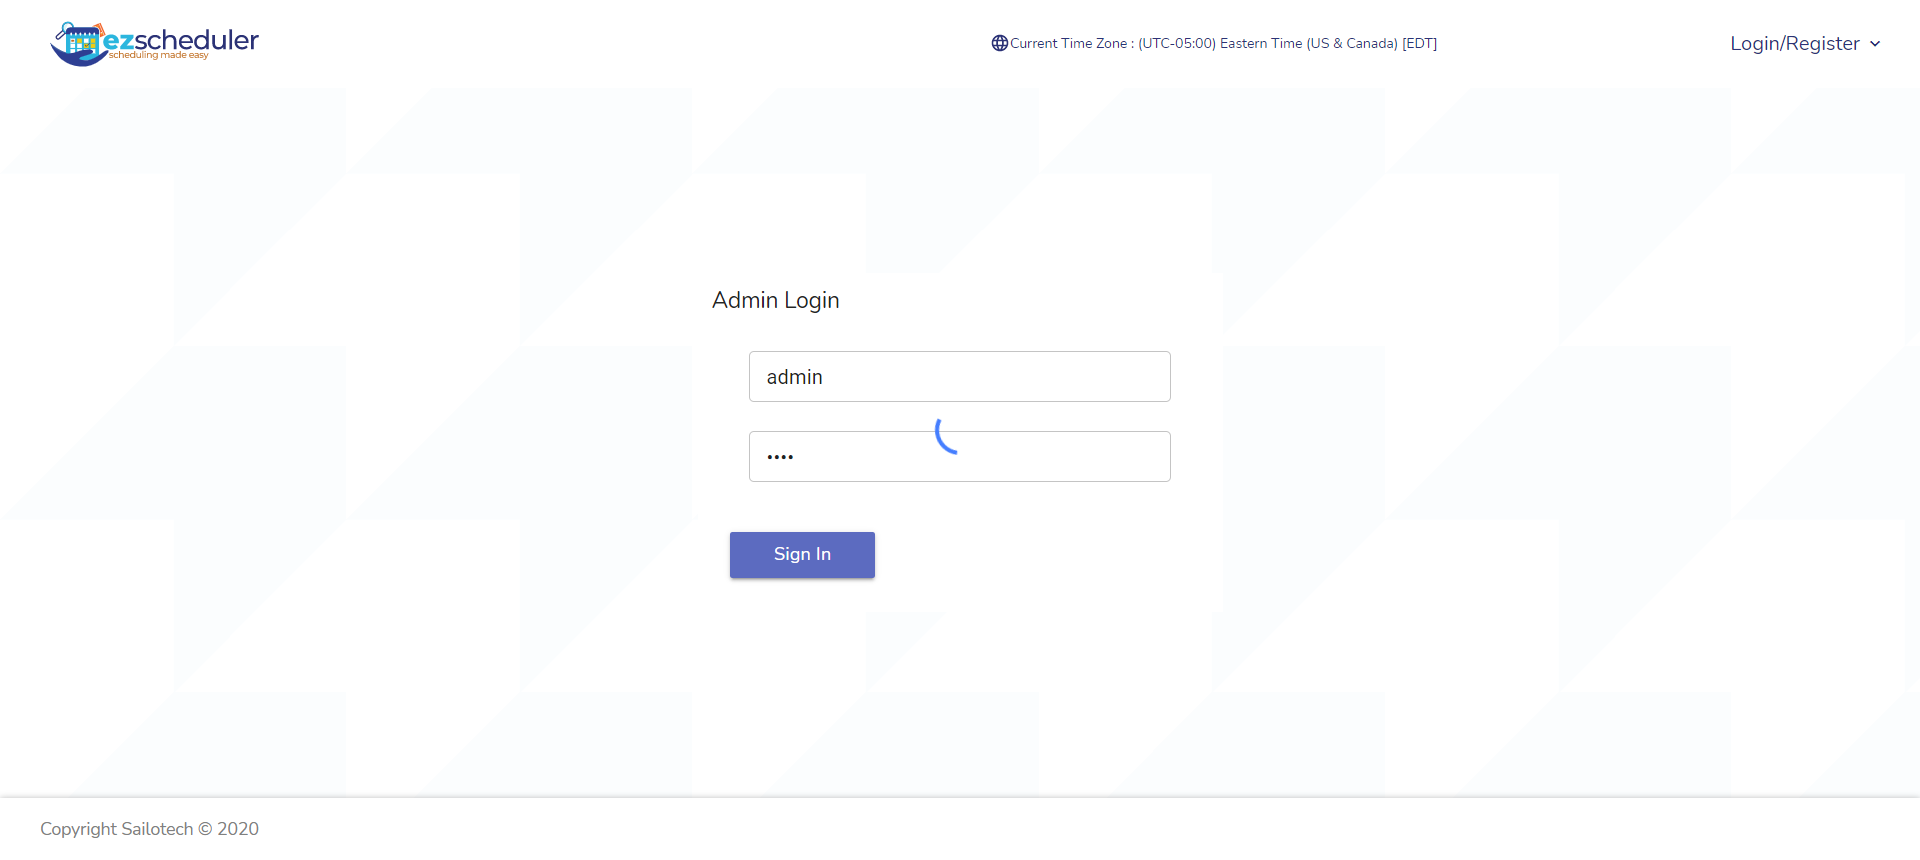 ezscheduler
scheduling made easy
Current Time Zone : (UTC-05:00) Eastern Time (US & Canada) [EDT]
Login/Register
Admin Login
admin
••••
Sign In
Copyright Sailotech © 2020